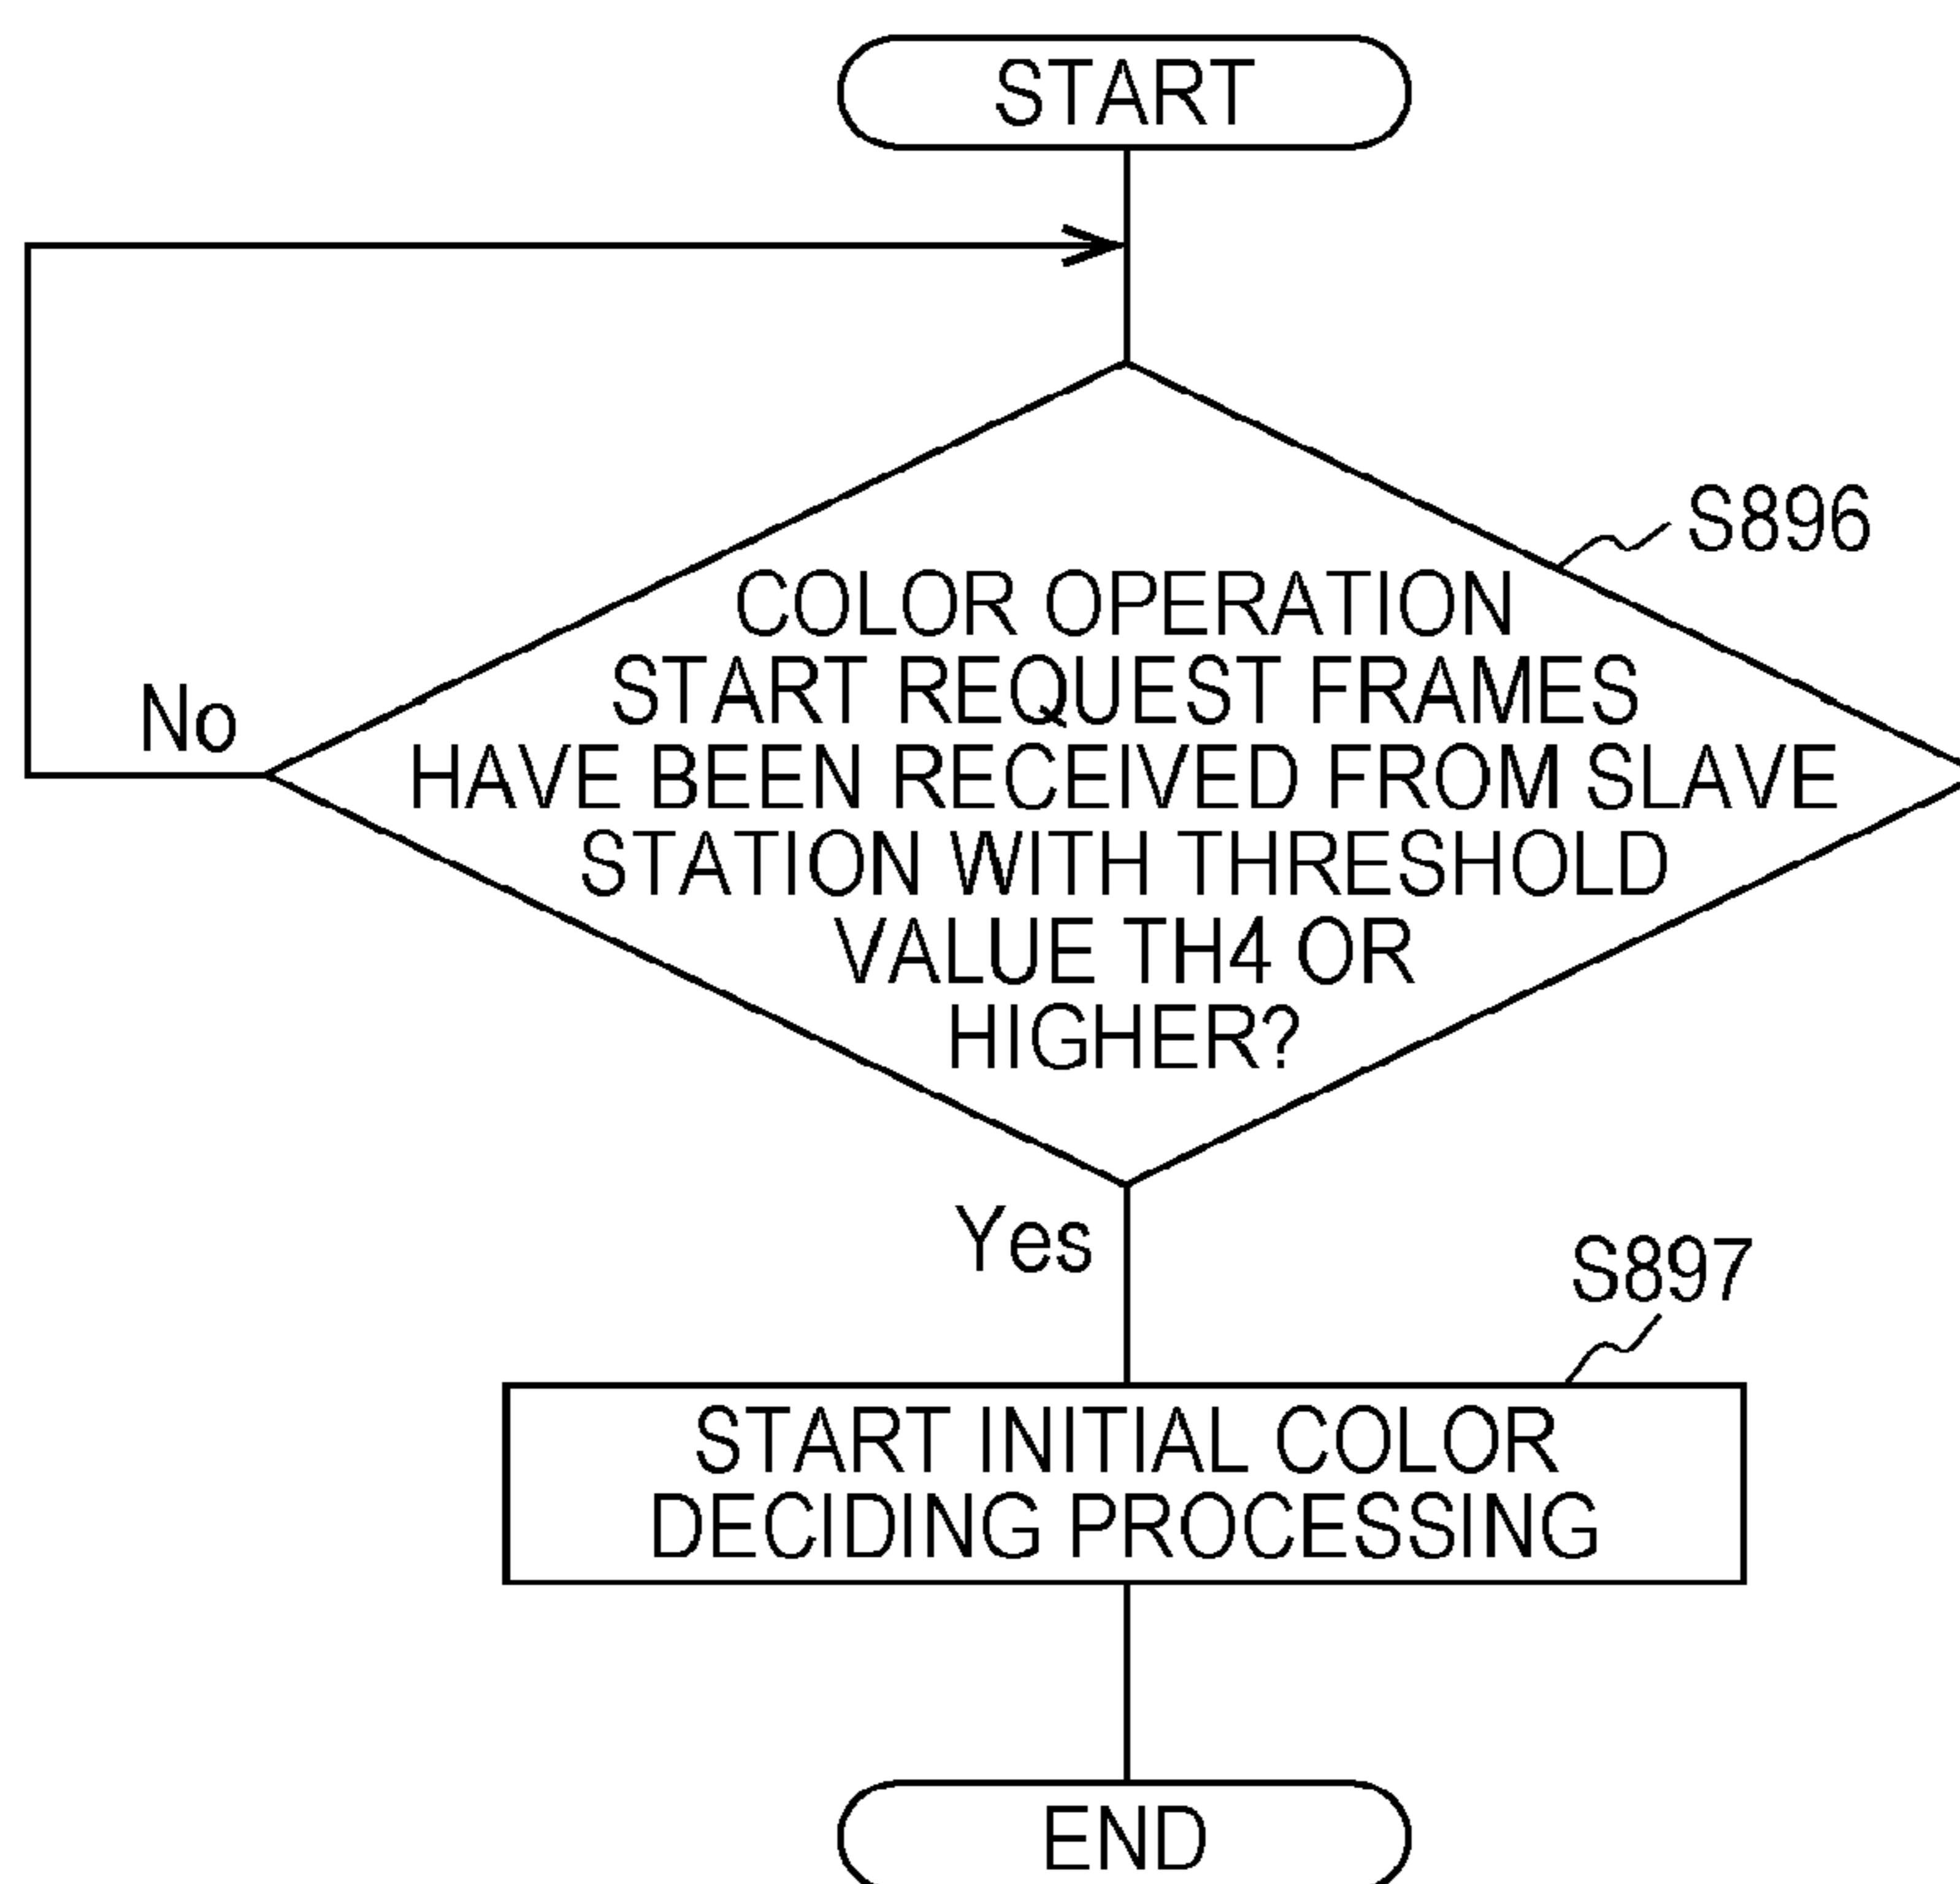 START
S896
COLOR OPERATION
START REQUEST FRAMES
HAVE BEEN RECEIVED FROM SLAVE
STATION WITH THRESHOLD
VALUE TH4 OR
HIGHER?
No
Yes
S897
START INITIAL COLOR
DECIDING PROCESSING
END